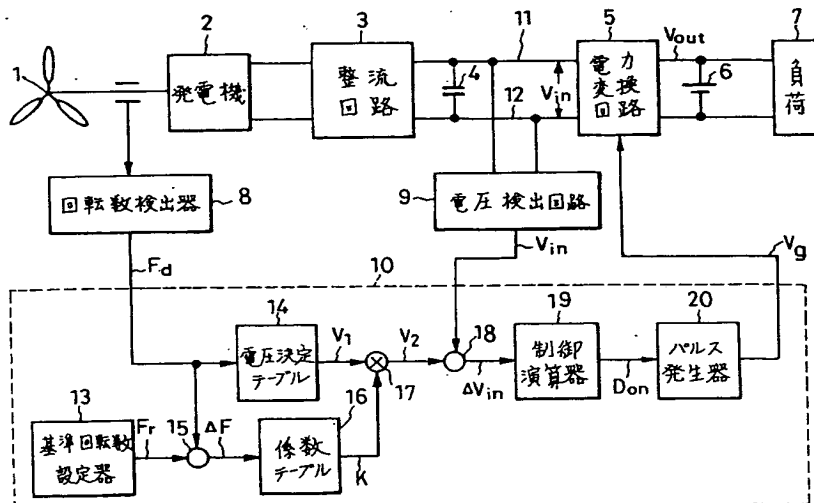 1
2
発電機
3
整流
回路
4
11
12
Vin
5
電力
変換
回路
Vout
6
7
負荷
回転数検出器
8
9
電圧検出回路
Fd
Vin
Vg
10
14
電圧決定
テーブル
V1
17
V2
18
ΔVin
19
制御
演算器
Don
20
パルス
発生器
13
基準回転数
設定器
Fr
15
ΔF
16
係数
テーブル
K